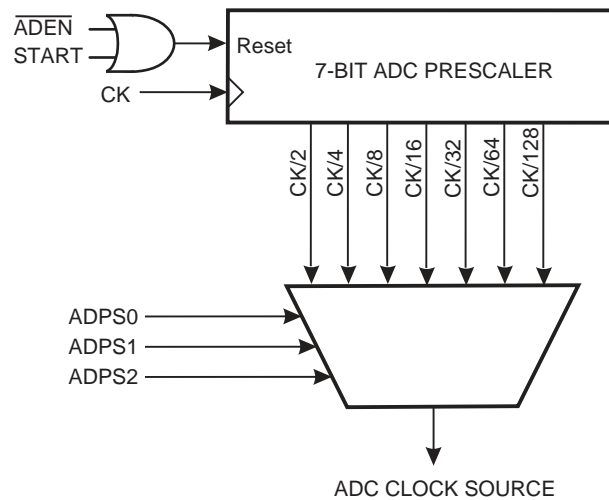 ADEN
START
Reset
CK
7-BIT ADC PRESCALER
CK/2
CK/4
CK/8
CK/16
CK/32
CK/64
CK/128
ADPS0
ADPS1
ADPS2
ADC CLOCK SOURCE